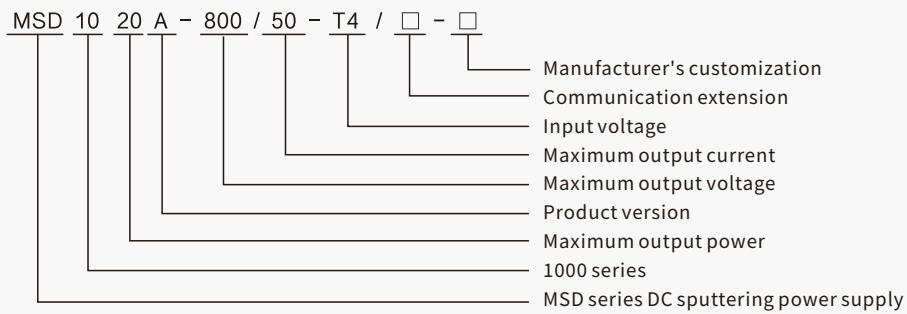 MSD 10 20 A - 800 / 50 - T4 / □ - □
Manufacturer's customization
Communication extension
Input voltage
Maximum output current
Maximum output voltage
Product version
Maximum output power
1000 series
MSD series DC sputtering power supply